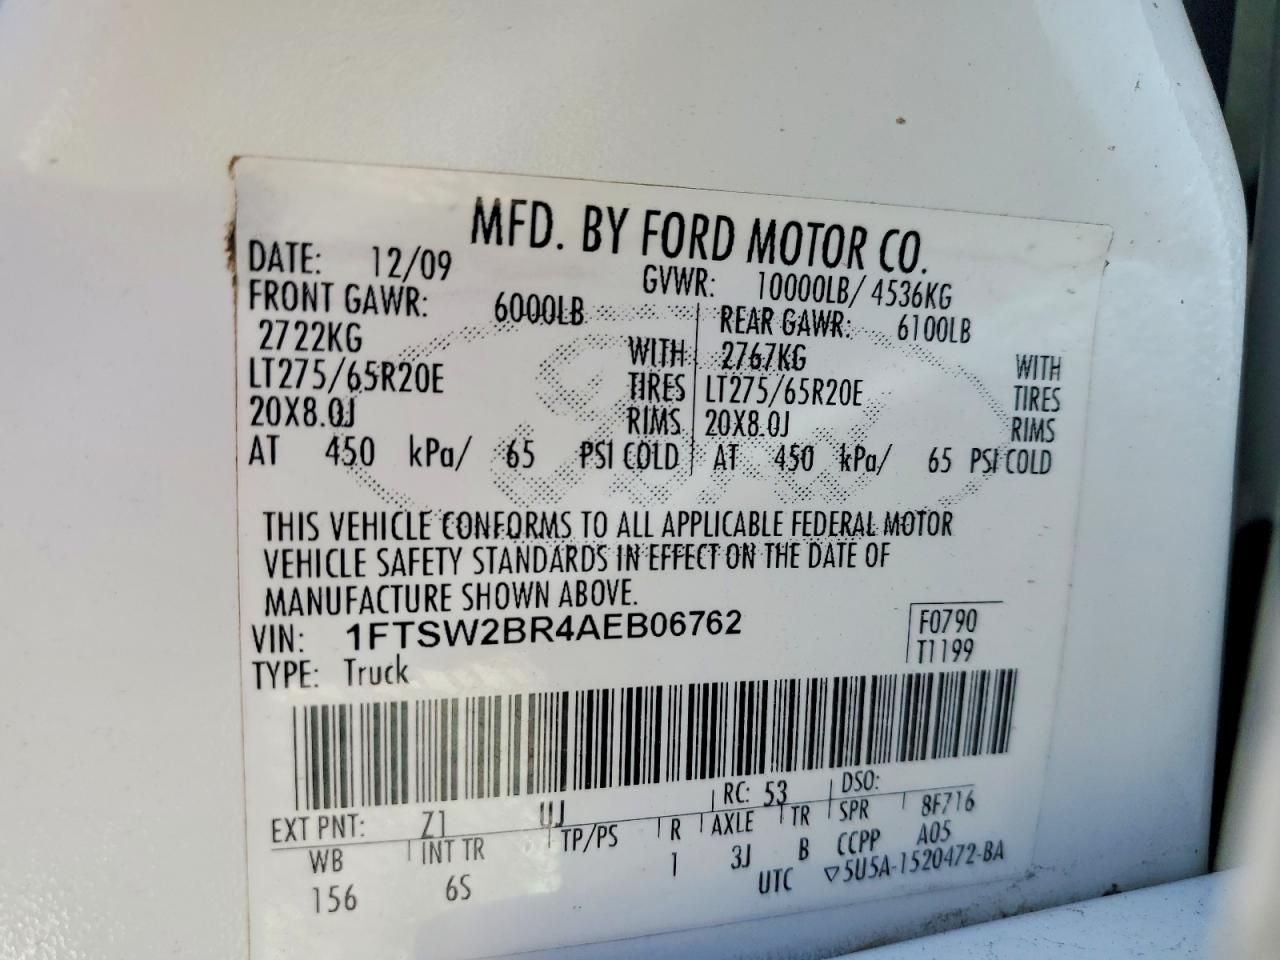 MFD. BY FORD MOTOR CO.
DATE: 12/09 GVWR: 10000LB/ 4536KG
FRONT GAWR: 6000LB REAR GAWR: 6100LB
2722KG WITH 2767KG WITH
LT275/65R20E TIRES LT275/65R20E TIRES
20X8.0J RIMS 20X8.0J RIMS
AT 450 kPa/ 65 PSI COLD AT 450 kPa/ 65 PSI COLD
THIS VEHICLE CONFORMS TO ALL APPLICABLE FEDERAL MOTOR
VEHICLE SAFETY STANDARDS IN EFFECT ON THE DATE OF
MANUFACTURE SHOWN ABOVE.
VIN: 1FTSW2BR4AEB06762 F0790
TYPE: Truck T1199
EXT PNT: Z1 UJ RC: 53 DSO:
WB INT TR TP/PS R AXLE TR SPR 8F716
156 6S 1 3J B CCPP A05
UTC ▽5U5A-1520472-BA